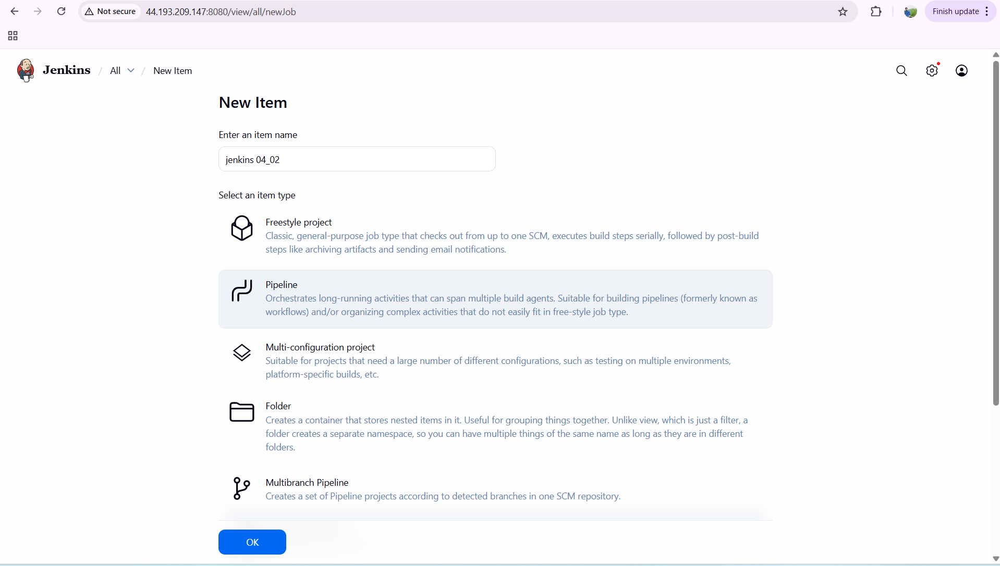 Not secure 44.193.209.147:8080/view/all/newJob Finish update
Jenkins / All / New Item
New Item
Enter an item name
jenkins 04_02
Select an item type
Freestyle project
Classic, general-purpose job type that checks out from up to one SCM, executes build steps serially, followed by post-build
steps like archiving artifacts and sending email notifications.
Pipeline
Orchestrates long-running activities that can span multiple build agents. Suitable for building pipelines (formerly known as
workflows) and/or organizing complex activities that do not easily fit in free-style job type.
Multi-configuration project
Suitable for projects that need a large number of different configurations, such as testing on multiple environments,
platform-specific builds, etc.
Folder
Creates a container that stores nested items in it. Useful for grouping things together. Unlike view, which is just a filter, a
folder creates a separate namespace, so you can have multiple things of the same name as long as they are in different
folders.
Multibranch Pipeline
Creates a set of Pipeline projects according to detected branches in one SCM repository.
OK